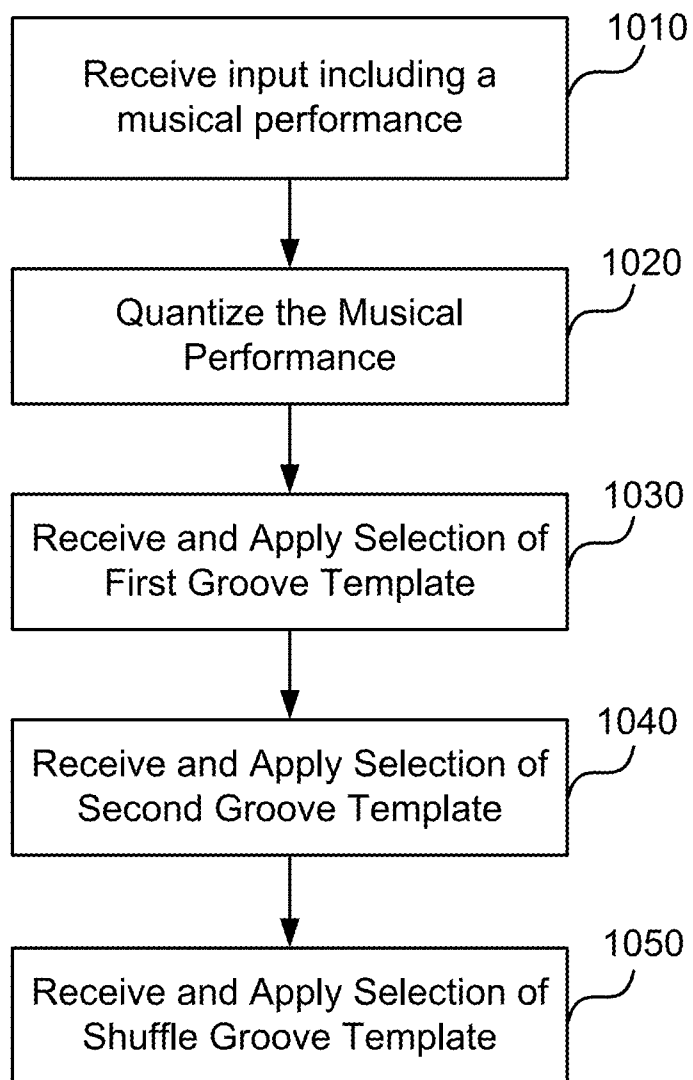 1010
Receive input including a
musical performance
1020
Quantize the Musical
Performance
1030
Receive and Apply Selection of
First Groove Template
1040
Receive and Apply Selection of
Second Groove Template
1050
Receive and Apply Selection of
Shuffle Groove Template